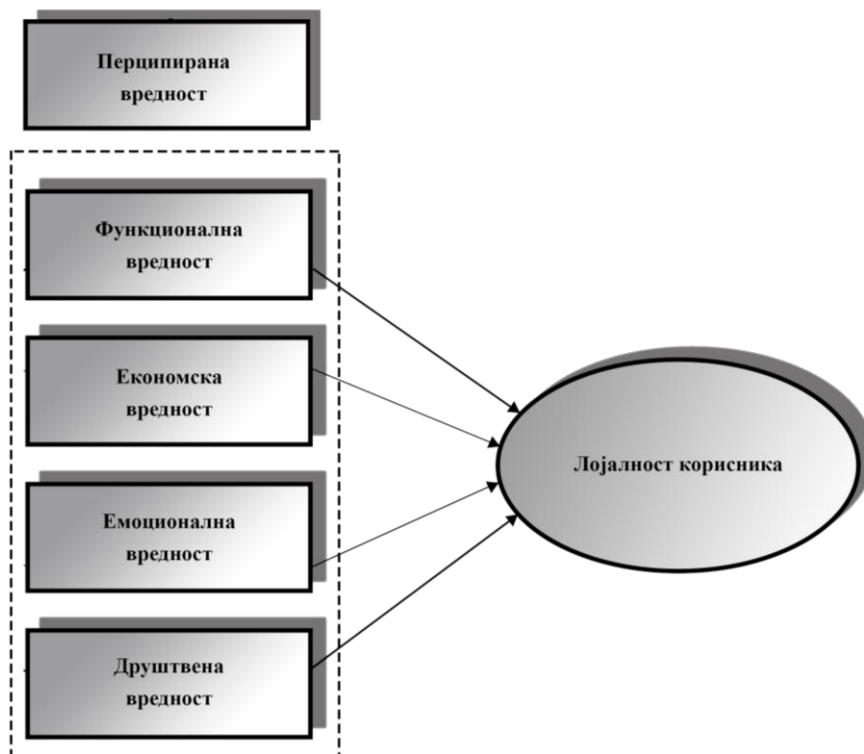 Перципирана
вредност
Функционална
вредност
Економска
вредност
Емоционална
вредност
Друштвена
вредност
Лојалност корисника